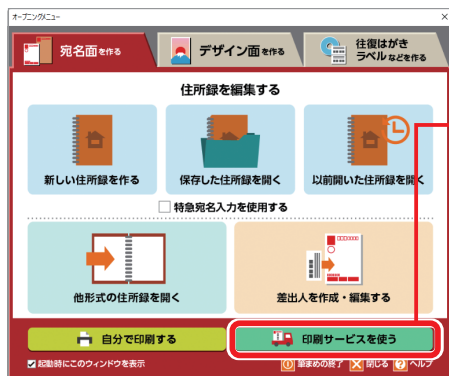 オープニングメニュー
宛名面を作る
デザイン面を作る
往復はがき
ラベルなどを作る
住所録を編集する
新しい住所録を作る
保存した住所録を開く
以前開いた住所録を開く
特急宛名入力を使用する
他形式の住所録を開く
差出人を作成・編集する
自分で印刷する
印刷サービスを使う
起動時にこのウィンドウを表示
筆まめの終了
閉じる
ヘルプ